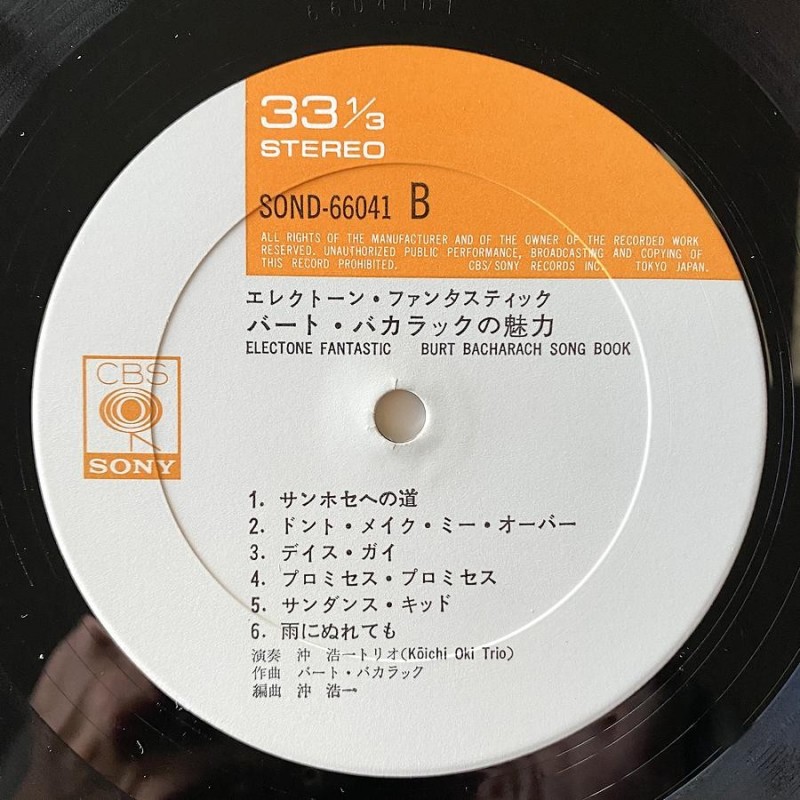 6604101
33 1/3
STEREO
SOND-66041 B
ALL RIGHTS OF THE MANUFACTURER AND OF THE OWNER OF THE RECORDED WORK
RESERVED. UNAUTHORIZED PUBLIC PERFORMANCE, BROADCASTING AND COPYING OF
THIS RECORD PROHIBITED. CBS/SONY RECORDS INC. TOKYO JAPAN.
エレクトーン・ファンタスティック
バート・バカラックの魅力
ELECTONE FANTASTIC BURT BACHARACH SONG BOOK
CBS
SONY
1. サンホセへの道
2. ドント・メイク・ミー・オーバー
3. デイス・ガイ
4. プロミセス・プロミセス
5. サンダンス・キッド
6. 雨にぬれても
演奏 沖 浩一トリオ(Kōichi Oki Trio)
作曲 バート・バカラック
編曲 沖 浩一